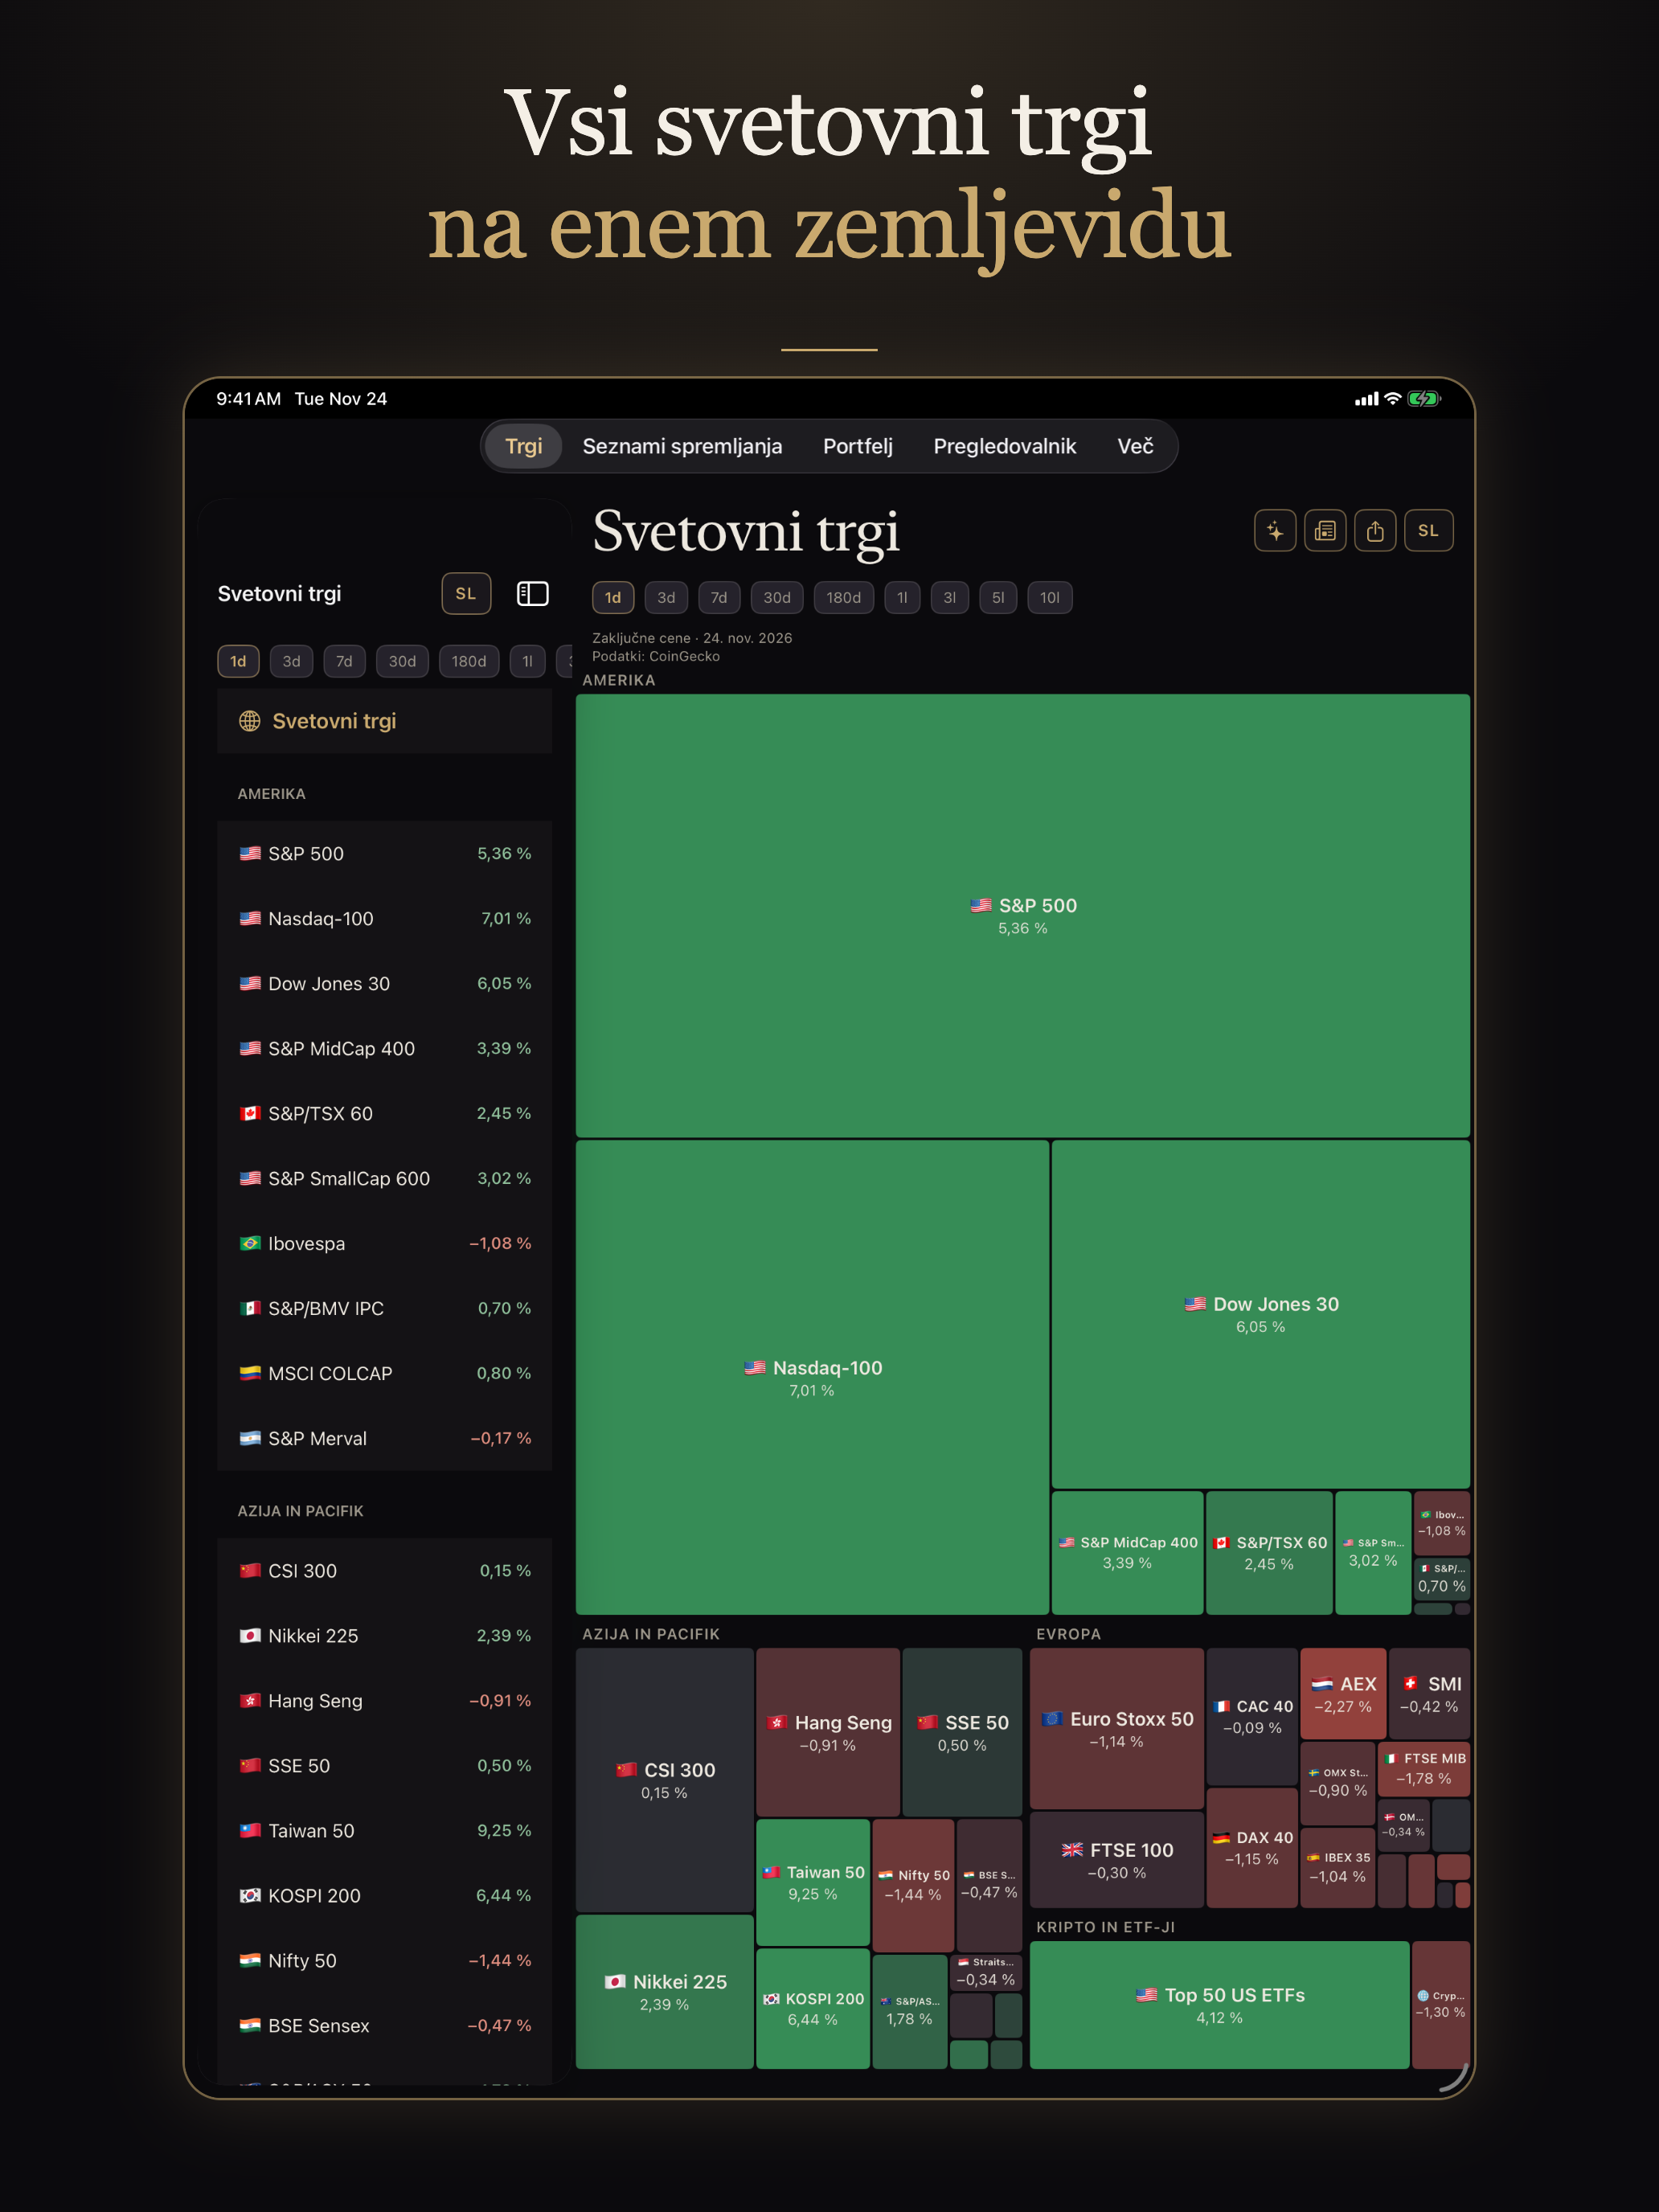 Vsi svetovni trgi
na enem zemljevidu
9:41 AM Tue Nov 24
Trgi Seznami spremljanja Portfelj Pregledovalnik Več
Svetovni trgi SL
1d 3d 7d 30d 180d 1l
Svetovni trgi
AMERIKA
S&P 500 5,36 %
Nasdaq-100 7,01 %
Dow Jones 30 6,05 %
S&P MidCap 400 3,39 %
S&P/TSX 60 2,45 %
S&P SmallCap 600 3,02 %
Ibovespa −1,08 %
S&P/BMV IPC 0,70 %
MSCI COLCAP 0,80 %
S&P Merval −0,17 %
AZIJA IN PACIFIK
CSI 300 0,15 %
Nikkei 225 2,39 %
Hang Seng −0,91 %
SSE 50 0,50 %
Taiwan 50 9,25 %
KOSPI 200 6,44 %
Nifty 50 −1,44 %
BSE Sensex −0,47 %
Svetovni trgi SL
1d 3d 7d 30d 180d 1l 3l 5l 10l
Zaključne cene · 24. nov. 2026
Podatki: CoinGecko
AMERIKA
S&P 500
5,36 %
Nasdaq-100
7,01 %
Dow Jones 30
6,05 %
S&P MidCap 400
3,39 %
S&P/TSX 60
2,45 %
S&P Sm...
3,02 %
Ibov...
−1,08 %
S&P/...
0,70 %
AZIJA IN PACIFIK
CSI 300
0,15 %
Nikkei 225
2,39 %
Hang Seng
−0,91 %
SSE 50
0,50 %
Taiwan 50
9,25 %
Nifty 50
−1,44 %
BSE S...
−0,47 %
KOSPI 200
6,44 %
S&P/AS...
1,78 %
Straits...
−0,34 %
EVROPA
Euro Stoxx 50
−1,14 %
FTSE 100
−0,30 %
CAC 40
−0,09 %
DAX 40
−1,15 %
AEX
−2,27 %
SMI
−0,42 %
OMX St...
−0,90 %
FTSE MIB
−1,78 %
OM...
−0,34 %
IBEX 35
−1,04 %
KRIPTO IN ETF-JI
Top 50 US ETFs
4,12 %
Cryp...
−1,30 %